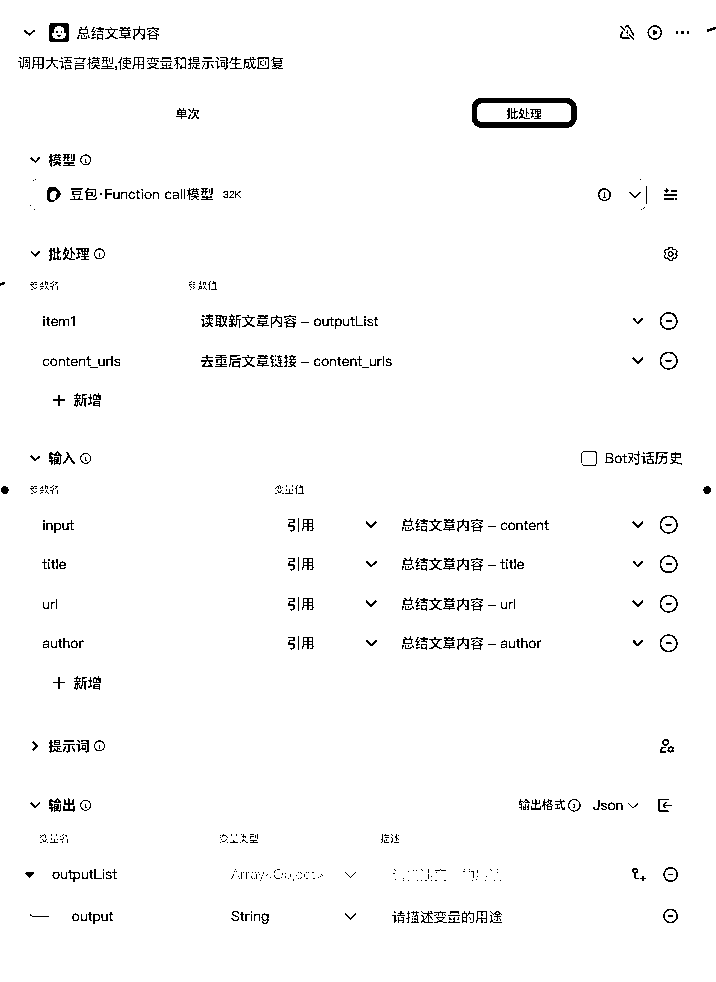 总结文章内容
调用大语言模型,使用变量和提示词生成回复
单次 批处理
模型
豆包·Function call模型 32K
批处理
参数名 参数值
item1 读取新文章内容 – outputList
content_urls 去重后文章链接 – content_urls
+ 新增
输入 Bot对话历史
参数名 变量值
input 引用 总结文章内容 – content
title 引用 总结文章内容 – title
url 引用 总结文章内容 – url
author 引用 总结文章内容 – author
+ 新增
提示词
输出 输出格式 Json
变量名 变量类型 描述
outputList Array<Object>
output String 请描述变量的用途